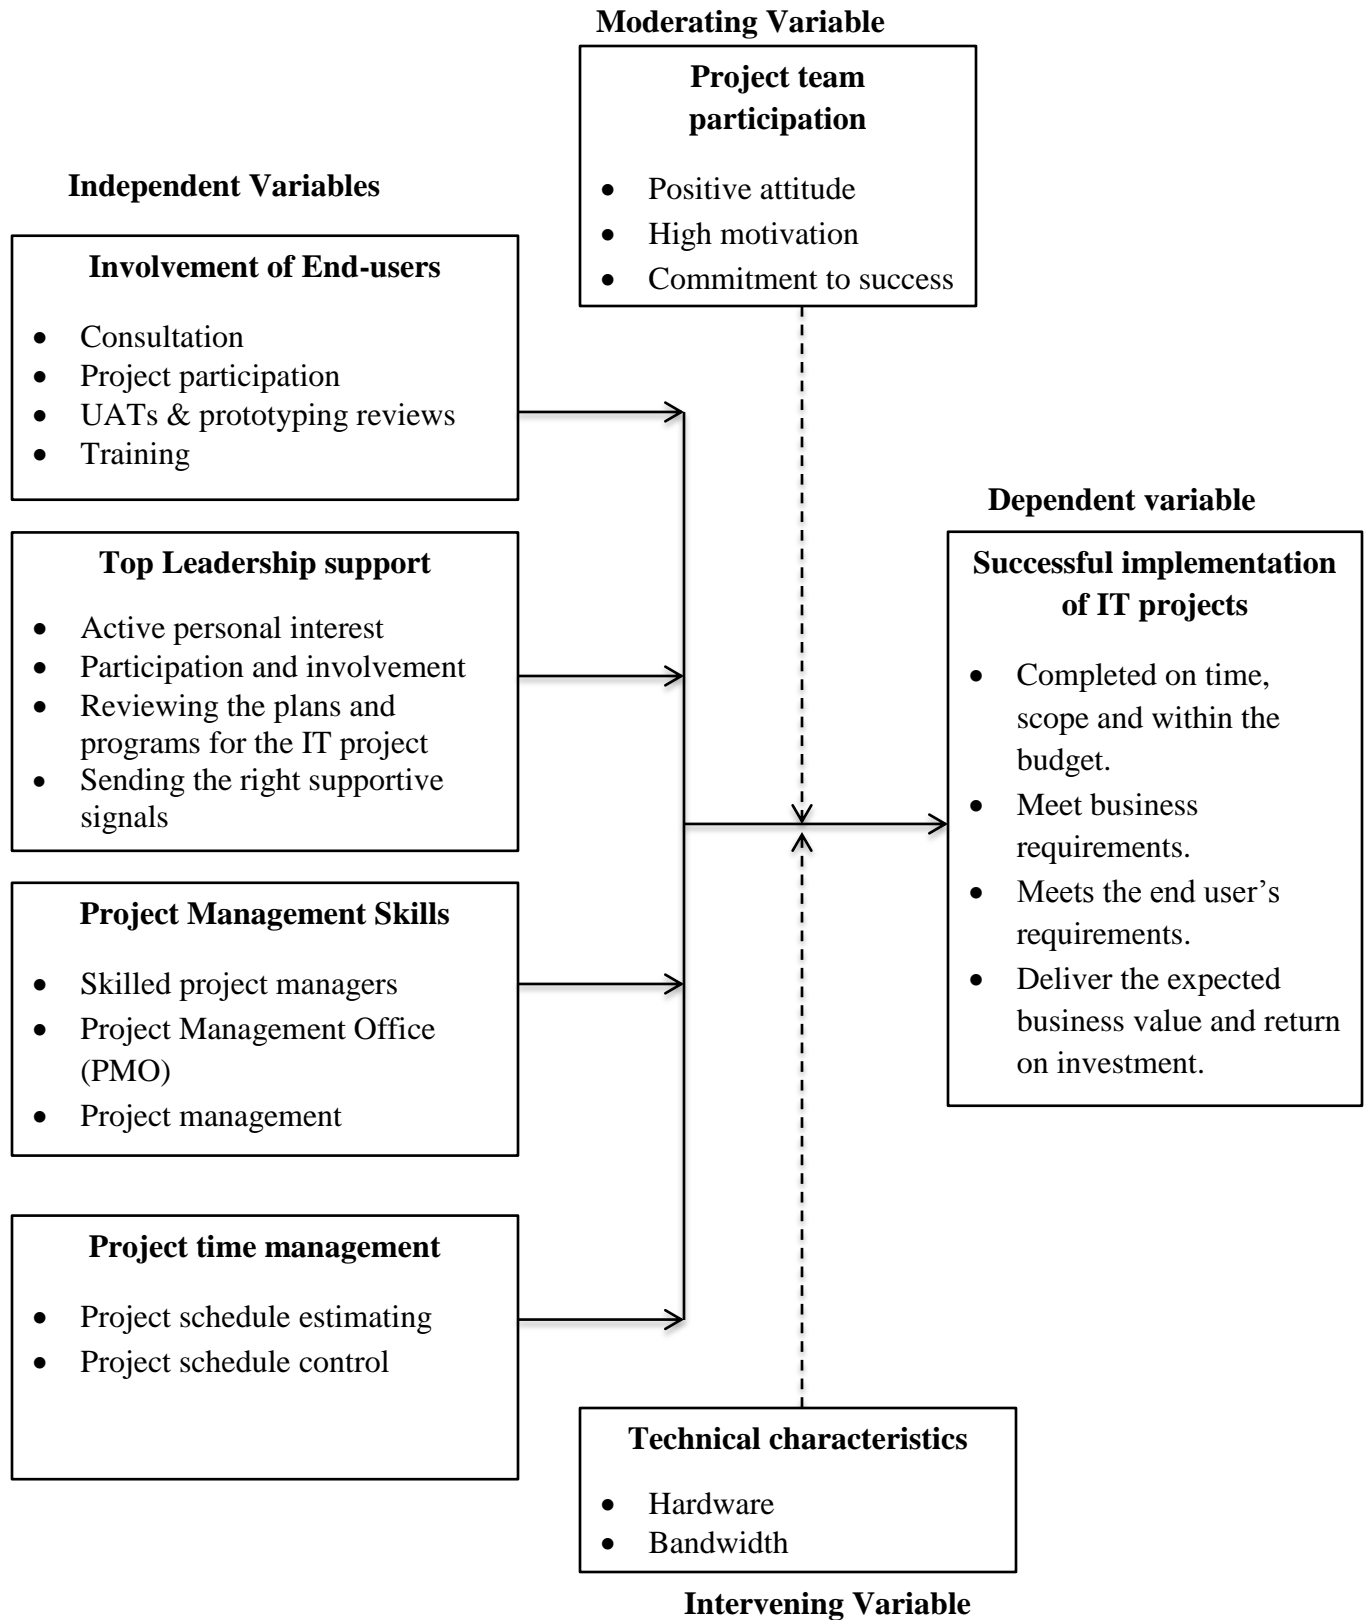 Moderating Variable
Project team
participation
• Positive attitude
• High motivation
• Commitment to success
Independent Variables
Involvement of End-users
• Consultation
• Project participation
• UATs & prototyping reviews
• Training
Top Leadership support
• Active personal interest
• Participation and involvement
• Reviewing the plans and
programs for the IT project
• Sending the right supportive
signals
Project Management Skills
• Skilled project managers
• Project Management Office
(PMO)
• Project management
Project time management
• Project schedule estimating
• Project schedule control
Dependent variable
Successful implementation
of IT projects
• Completed on time,
scope and within the
budget.
• Meet business
requirements.
• Meets the end user’s
requirements.
• Deliver the expected
business value and return
on investment.
Technical characteristics
• Hardware
• Bandwidth
Intervening Variable